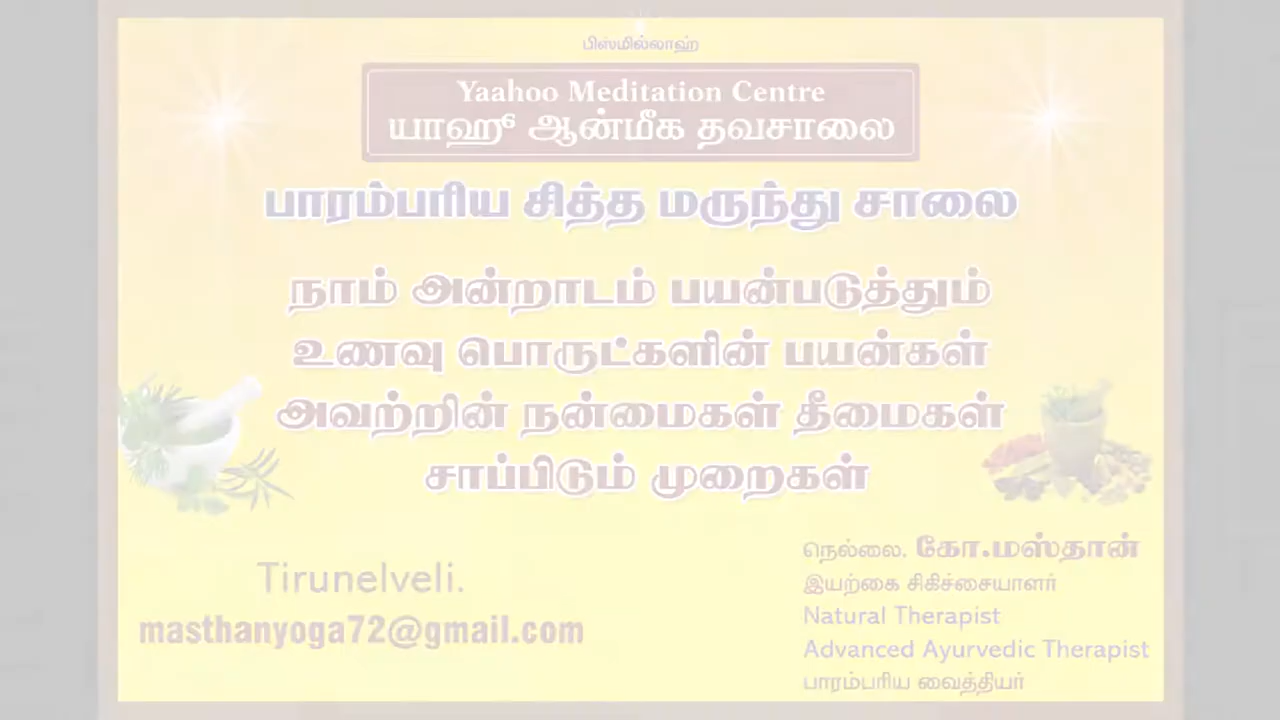 பிஸ்மில்லாஹ்
Yaahoo Meditation Centre
யாஹூ ஆன்மீக தவசாலை
பாரம்பரிய சித்த மருந்து சாலை
நாம் அன்றாடம் பயன்படுத்தும்
உணவு பொருட்களின் பயன்கள்
அவற்றின் நன்மைகள் தீமைகள்
சாப்பிடும் முறைகள்
Tirunelveli.
masthanyoga72@gmail.com
நெல்லை. கோ.மஸ்தான்
இயற்கை சிகிச்சையாளர்
Natural Therapist
Advanced Ayurvedic Therapist
பாரம்பரிய வைத்தியர்